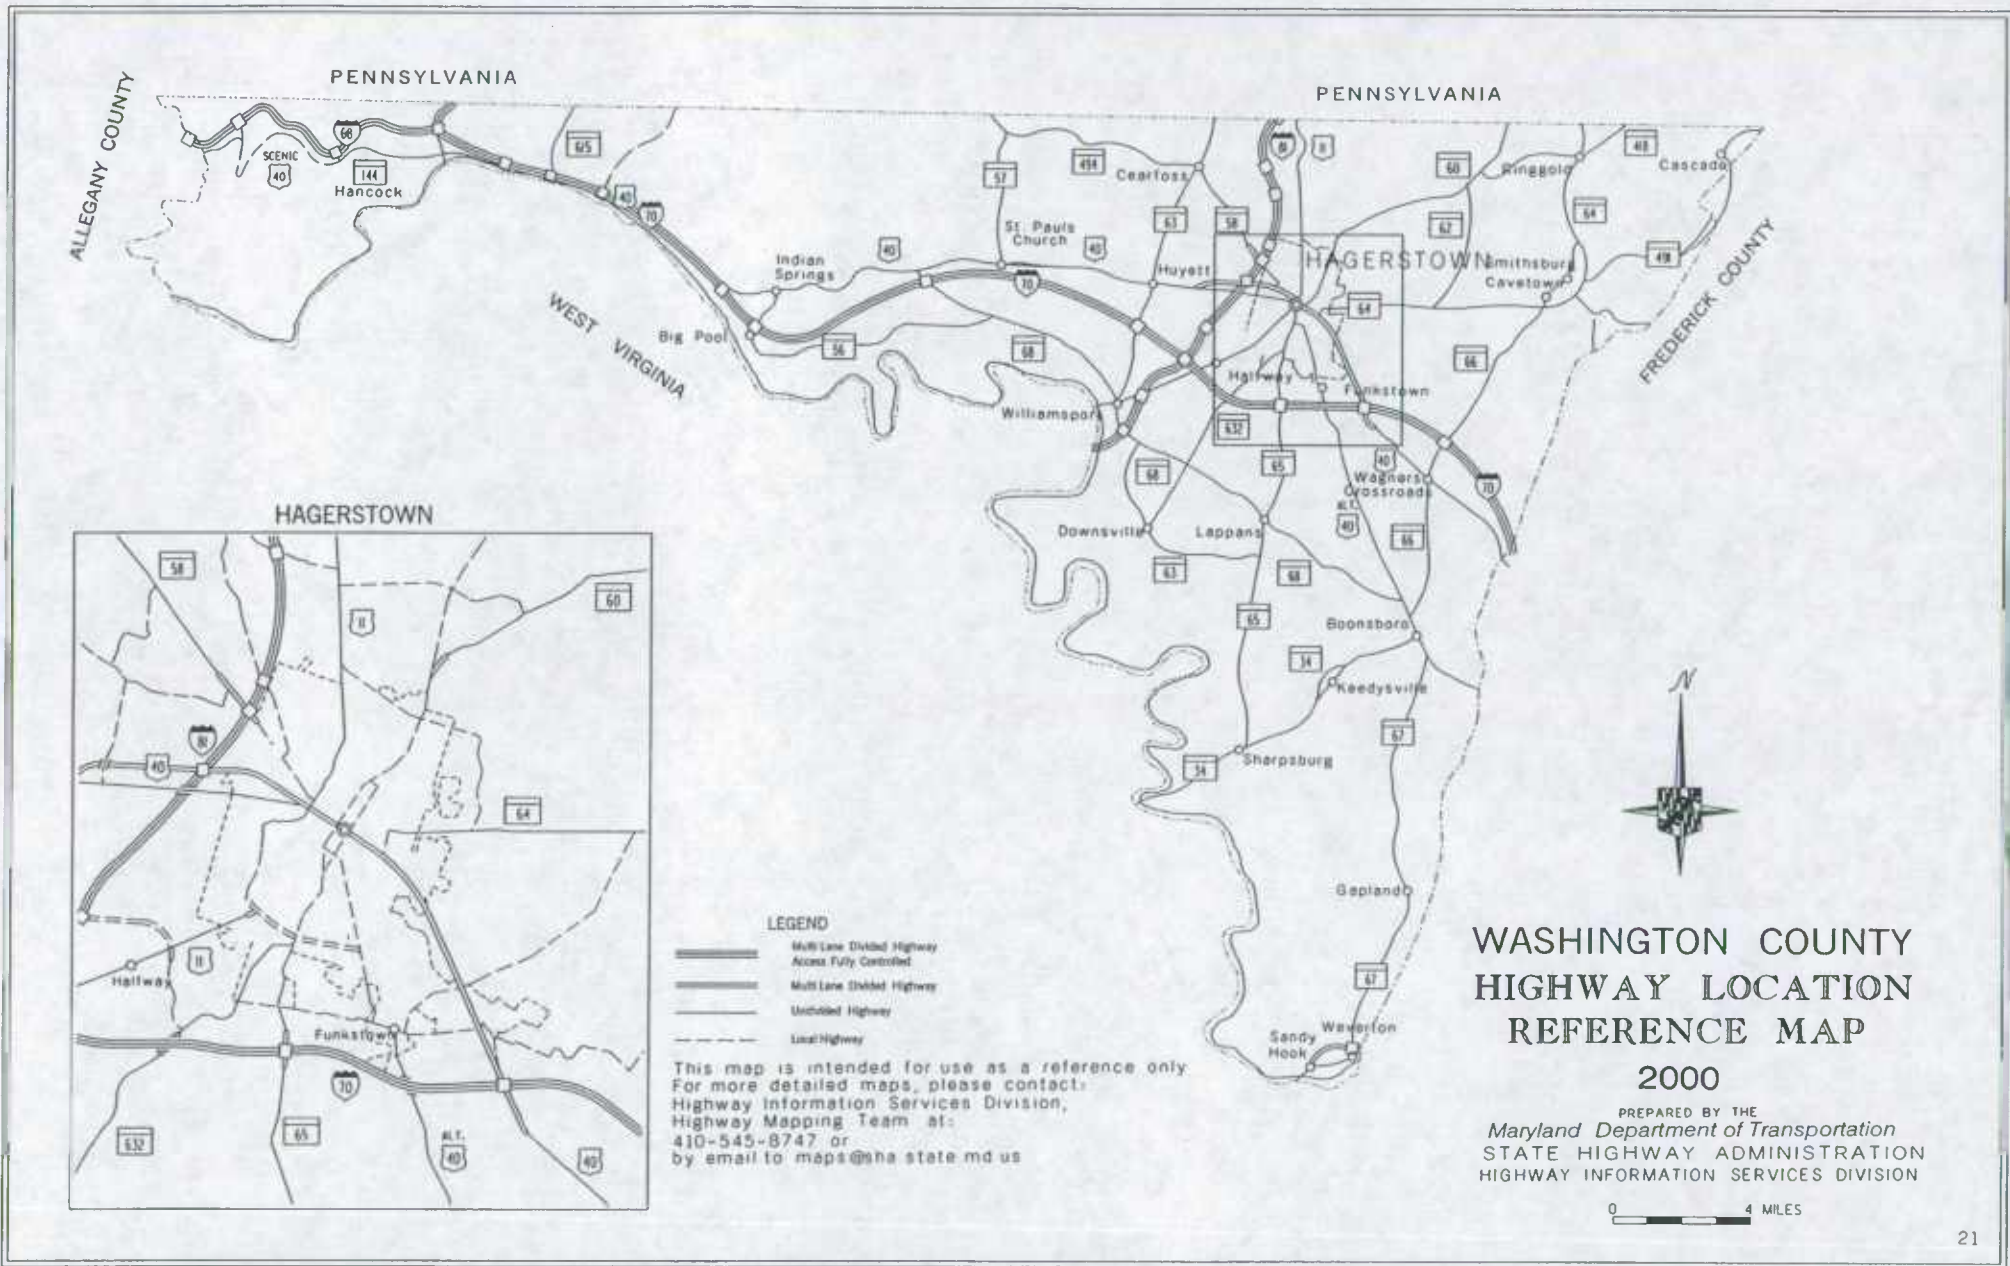 PENNSYLVANIA
PENNSYLVANIA
ALLEGANY COUNTY
68
SCENIC
40
144
Hancock
615
40
70
WEST VIRGINIA
Indian
Springs
Big Pool
40
56
57
494
Cearfoss
St. Pauls
Church
40
70
68
63
58
81
11
Huyett
HAGERSTOWN
60
62
Ringgold
418
Cascade
64
491
Smithsburg
Cavetown
FREDERICK COUNTY
64
66
Halfway
Funkstown
Williamsport
632
68
65
40
Wagners
Crossroads
70
ALT.
40
66
Downsville
Lappans
63
68
65
Boonsboro
34
Keedysville
67
Sharpsburg
34
Gapland
67
Sandy
Hook
Weverton
HAGERSTOWN
58
11
60
81
40
64
11
Halfway
Funkstown
70
632
65
ALT.
40
40
LEGEND
Multi Lane Divided Highway
Access Fully Controlled
Multi Lane Divided Highway
Undivided Highway
Local Highway
This map is intended for use as a reference only
For more detailed maps, please contact:
Highway Information Services Division,
Highway Mapping Team at:
410-545-8747 or
by email to maps@sha state md us
N
WASHINGTON COUNTY
HIGHWAY LOCATION
REFERENCE MAP
2000
PREPARED BY THE
Maryland Department of Transportation
STATE HIGHWAY ADMINISTRATION
HIGHWAY INFORMATION SERVICES DIVISION
0 4 MILES
21